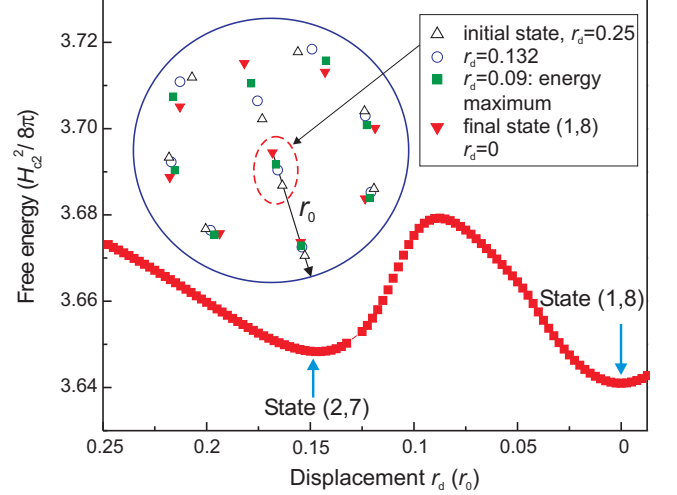 initial state, r_d=0.25
r_d=0.132
r_d=0.09: energy
maximum
final state (1,8)
r_d=0
r_0
State (1,8)
State (2,7)
Free energy (H_c2^2/8π)
3.72
3.70
3.68
3.66
3.64
0.25 0.20 0.15 0.10 0.05 0
Displacement r_d (r_0)